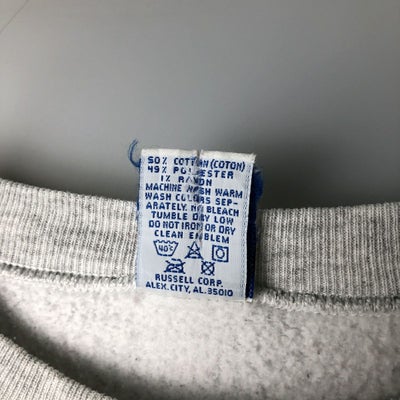 50% COTTON (COTON)
49% POLYESTER
1% RAYON
MACHINE WASH WARM
WASH COLORS SEP-
ARATELY. NO BLEACH
TUMBLE DRY LOW
DO NOT IRON OR DRY
CLEAN EMBLEM
40°C
RUSSELL CORP.
ALEX. CITY, AL. 35010